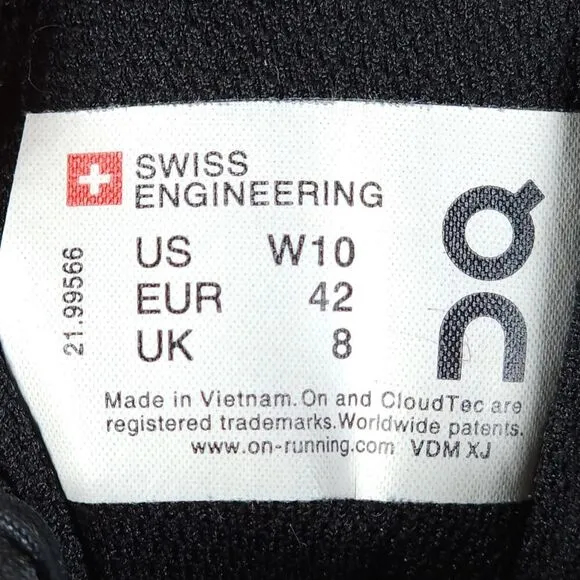 SWISS
ENGINEERING
US W10
EUR 42
UK 8
21.99566
On
Made in Vietnam. On and CloudTec are
registered trademarks. Worldwide patents.
www.on-running.com VDM XJ